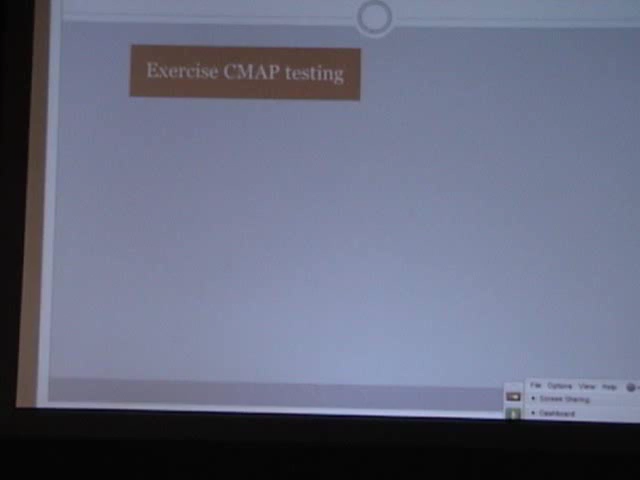 Exercise CMAP testing
File Options View Help
Screen Sharing
Dashboard